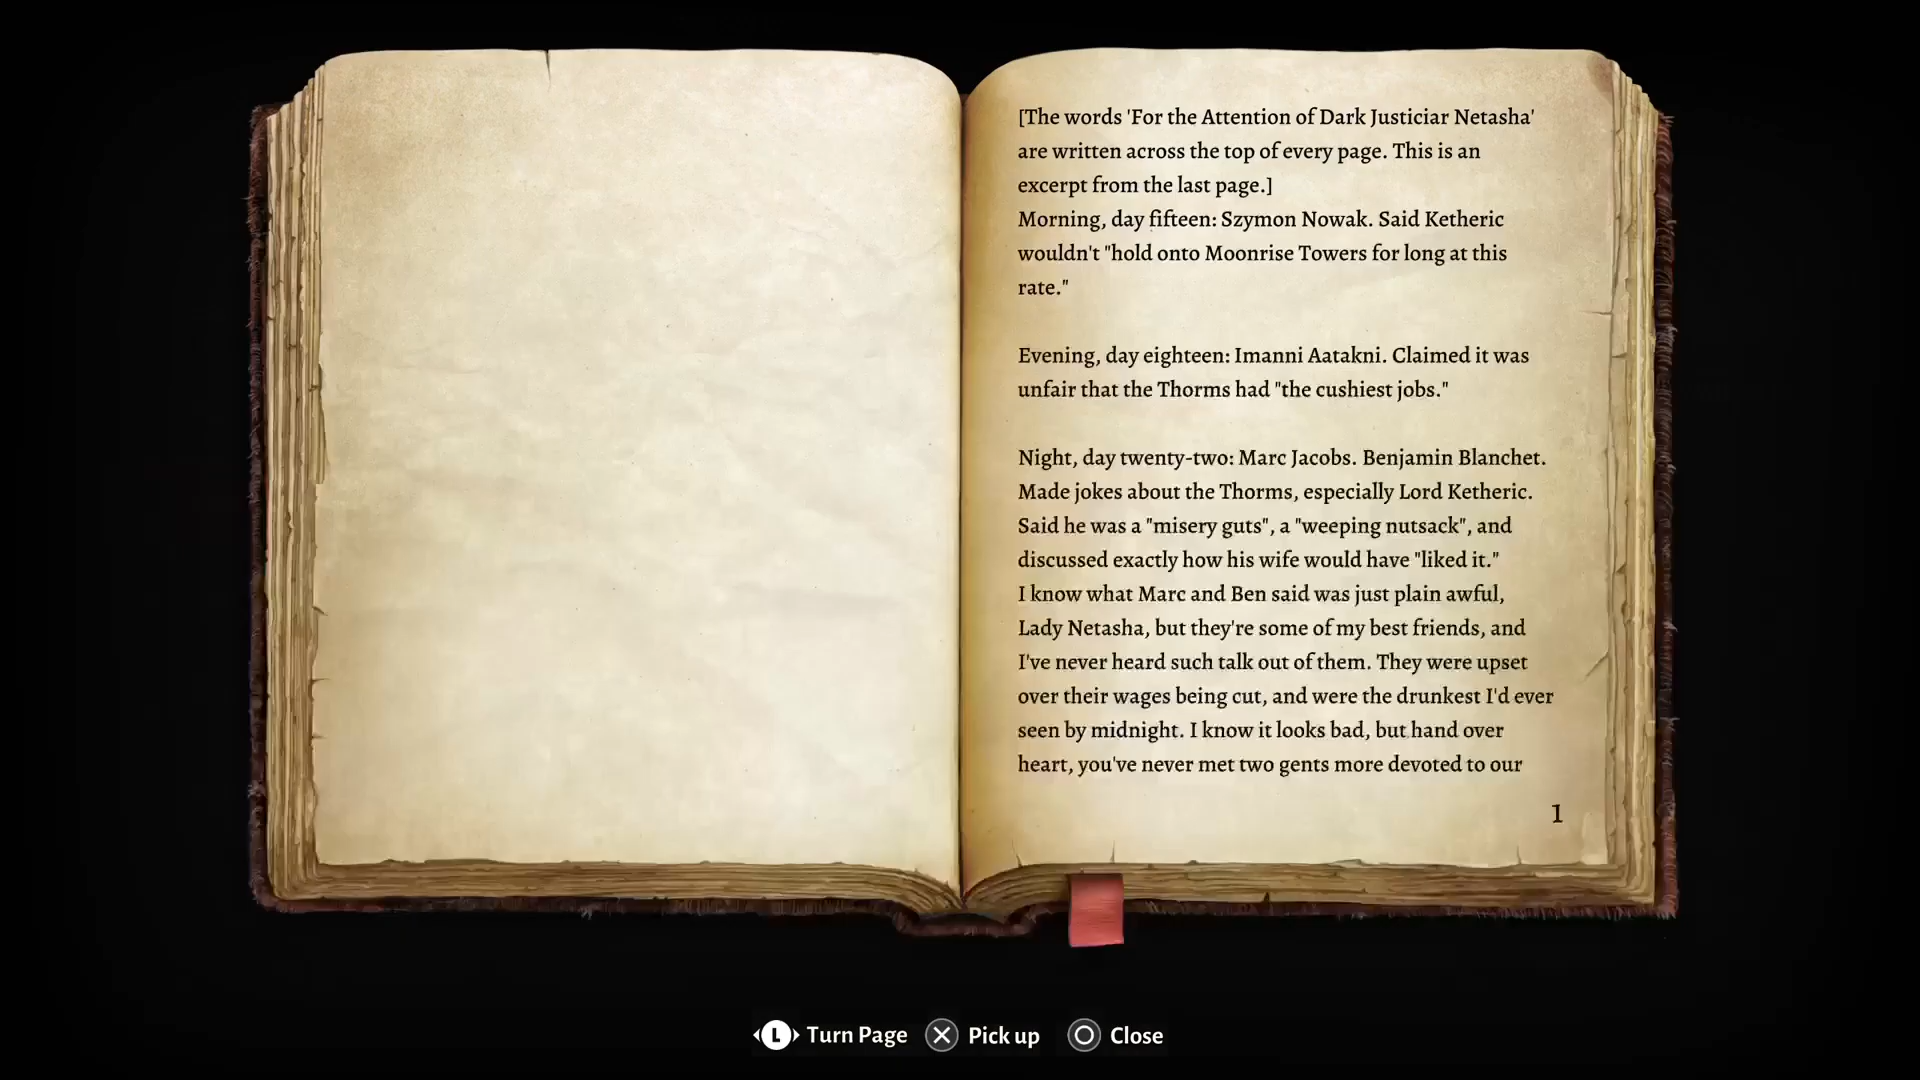 [The words 'For the Attention of Dark Justiciar Netasha'
are written across the top of every page. This is an
excerpt from the last page.]
Morning, day fifteen: Szymon Nowak. Said Ketheric
wouldn't "hold onto Moonrise Towers for long at this
rate."
Evening, day eighteen: Imanni Aatakni. Claimed it was
unfair that the Thorms had "the cushiest jobs."
Night, day twenty-two: Marc Jacobs. Benjamin Blanchet.
Made jokes about the Thorms, especially Lord Ketheric.
Said he was a "misery guts", a "weeping nutsack", and
discussed exactly how his wife would have "liked it."
I know what Marc and Ben said was just plain awful,
Lady Netasha, but they're some of my best friends, and
I've never heard such talk out of them. They were upset
over their wages being cut, and were the drunkest I'd ever
seen by midnight. I know it looks bad, but hand over
heart, you've never met two gents more devoted to our
1
L Turn Page Pick up Close